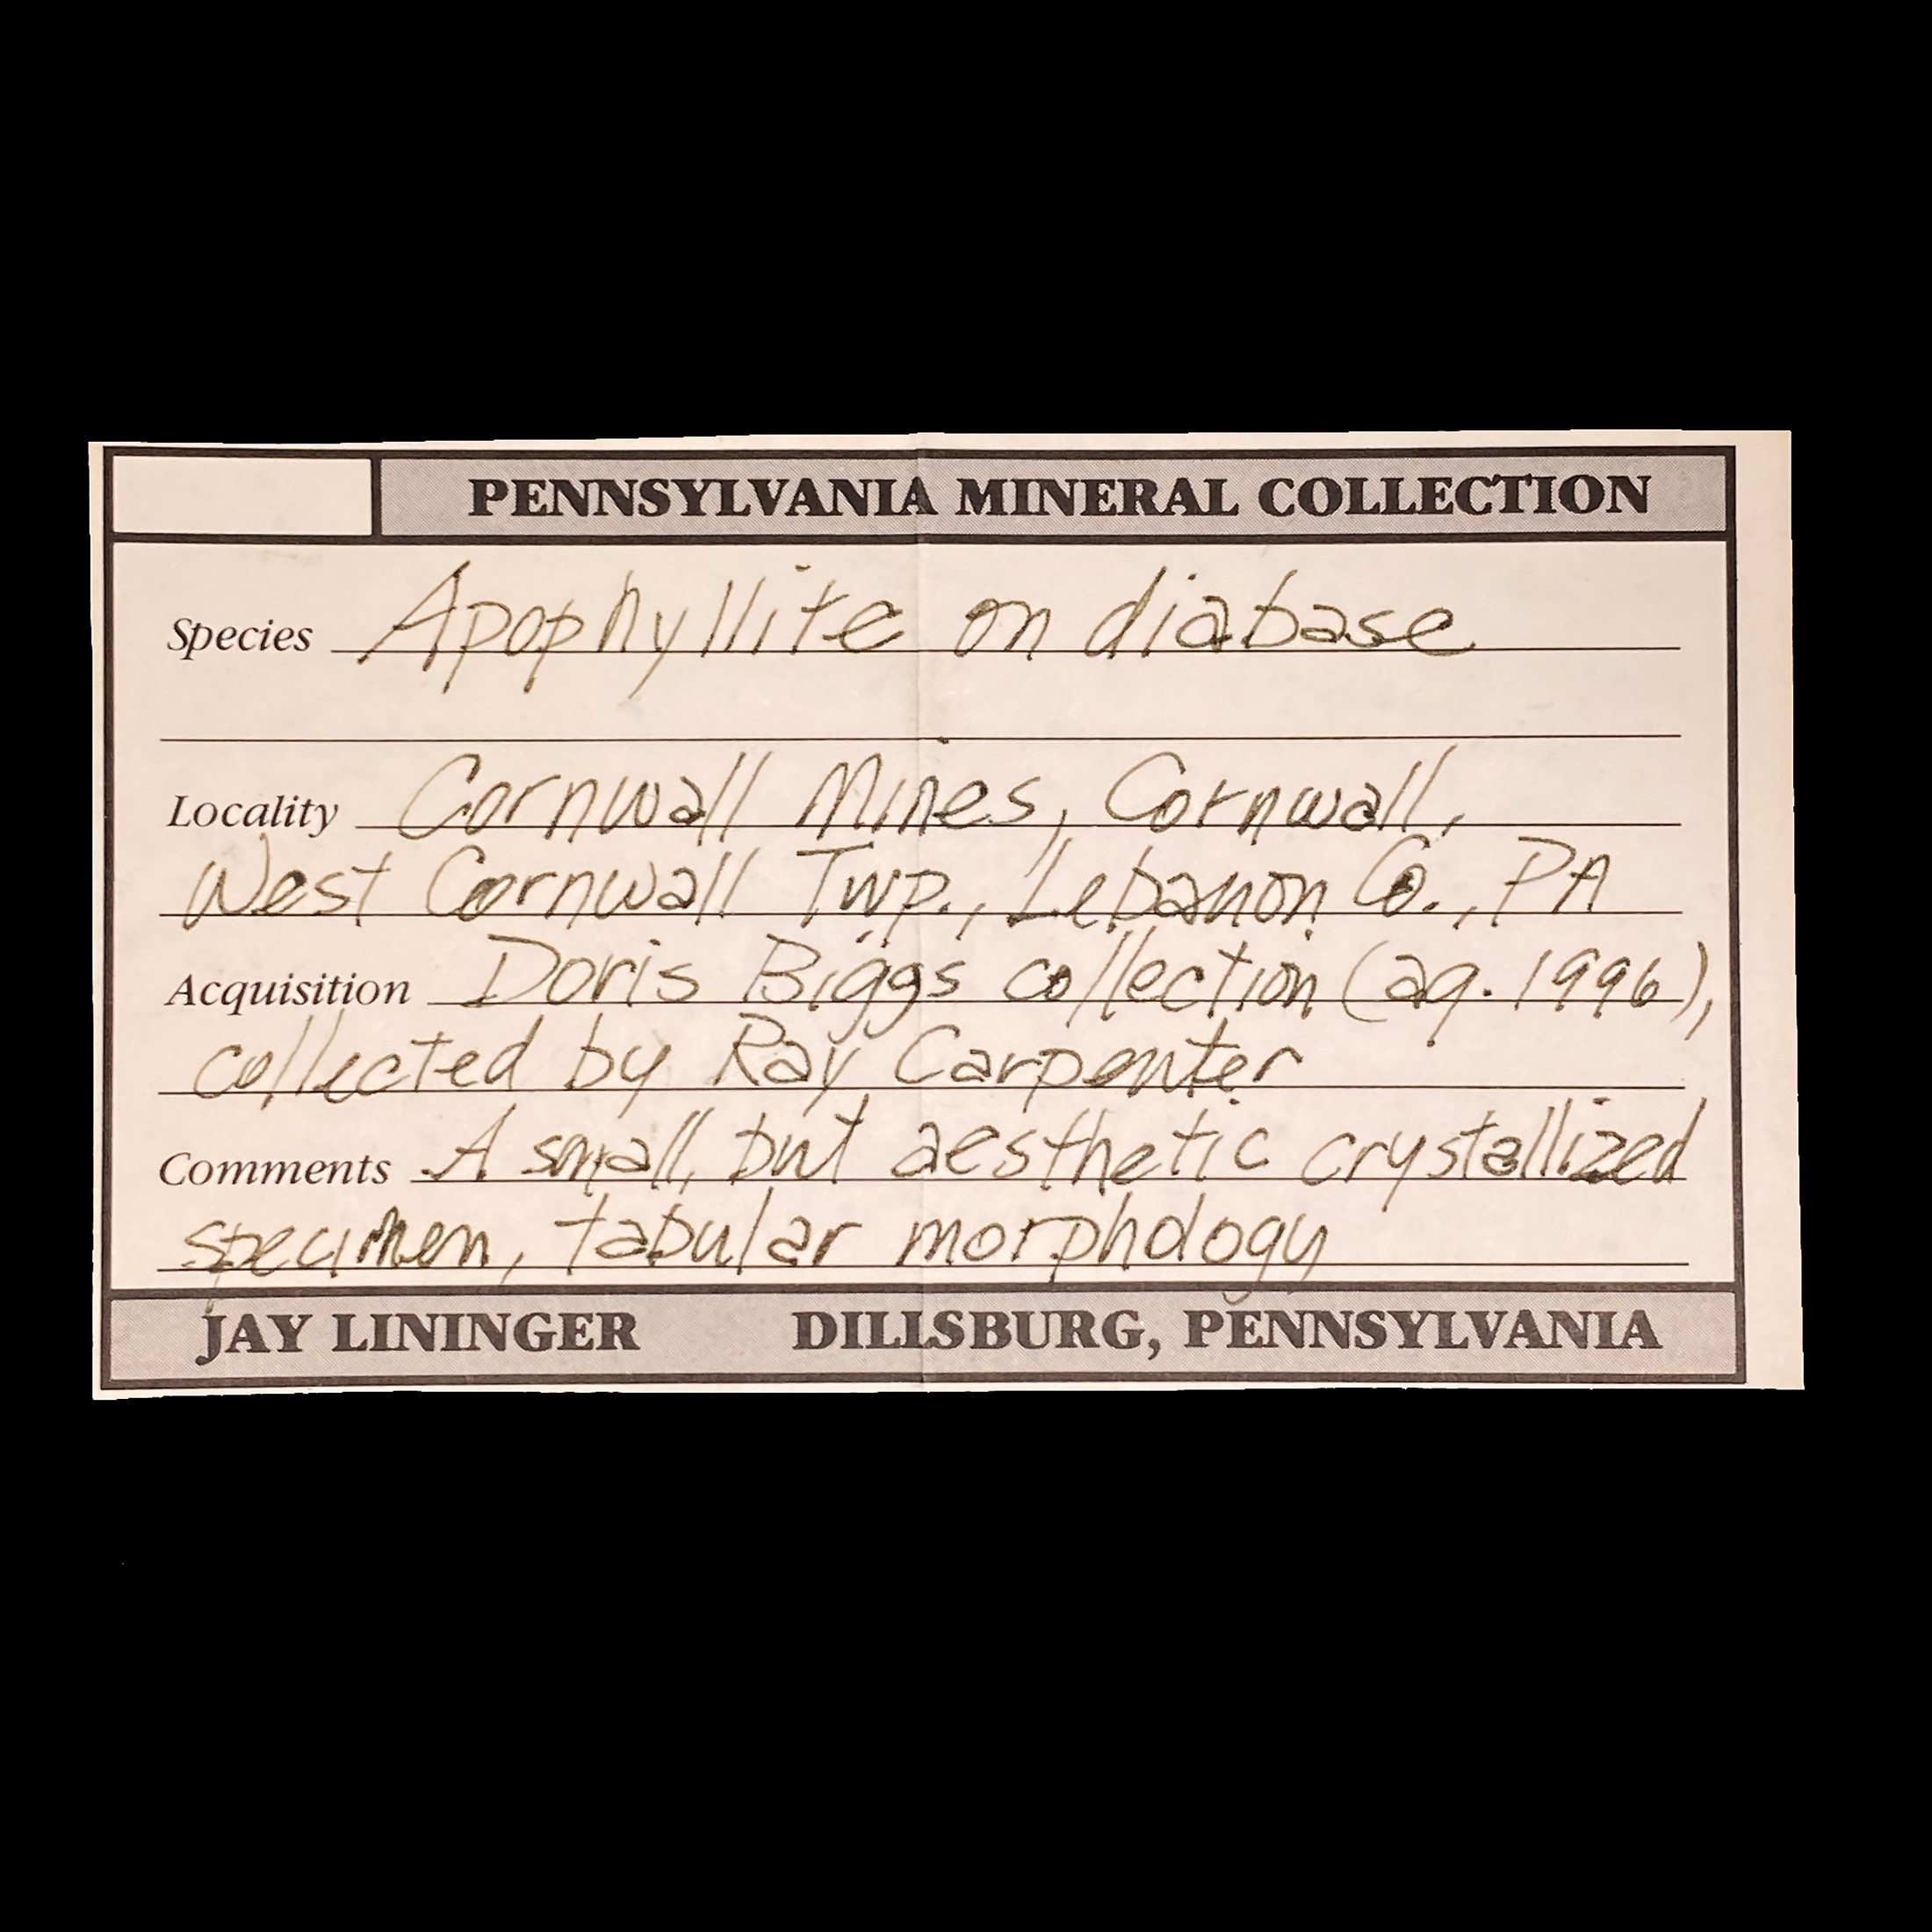 PENNSYLVANIA MINERAL COLLECTION
Species Apophyllite on diabase
Locality Cornwall Mines, Cornwall,
West Cornwall Twp., Lebanon Co., PA
Acquisition Doris Biggs collection (aq. 1996),
collected by Ray Carpenter
Comments A small, but aesthetic crystallized
specimen, tabular morphology
JAY LININGER DILLSBURG, PENNSYLVANIA